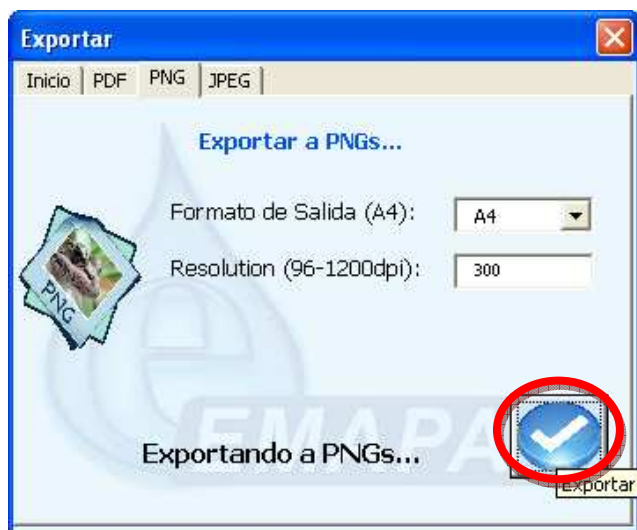 Exportar
Inicio PDF PNG JPEG
Exportar a PNGs...
Formato de Salida (A4): A4
Resolution (96-1200dpi): 300
PNG
EMAPA
Exportando a PNGs...
Exportar